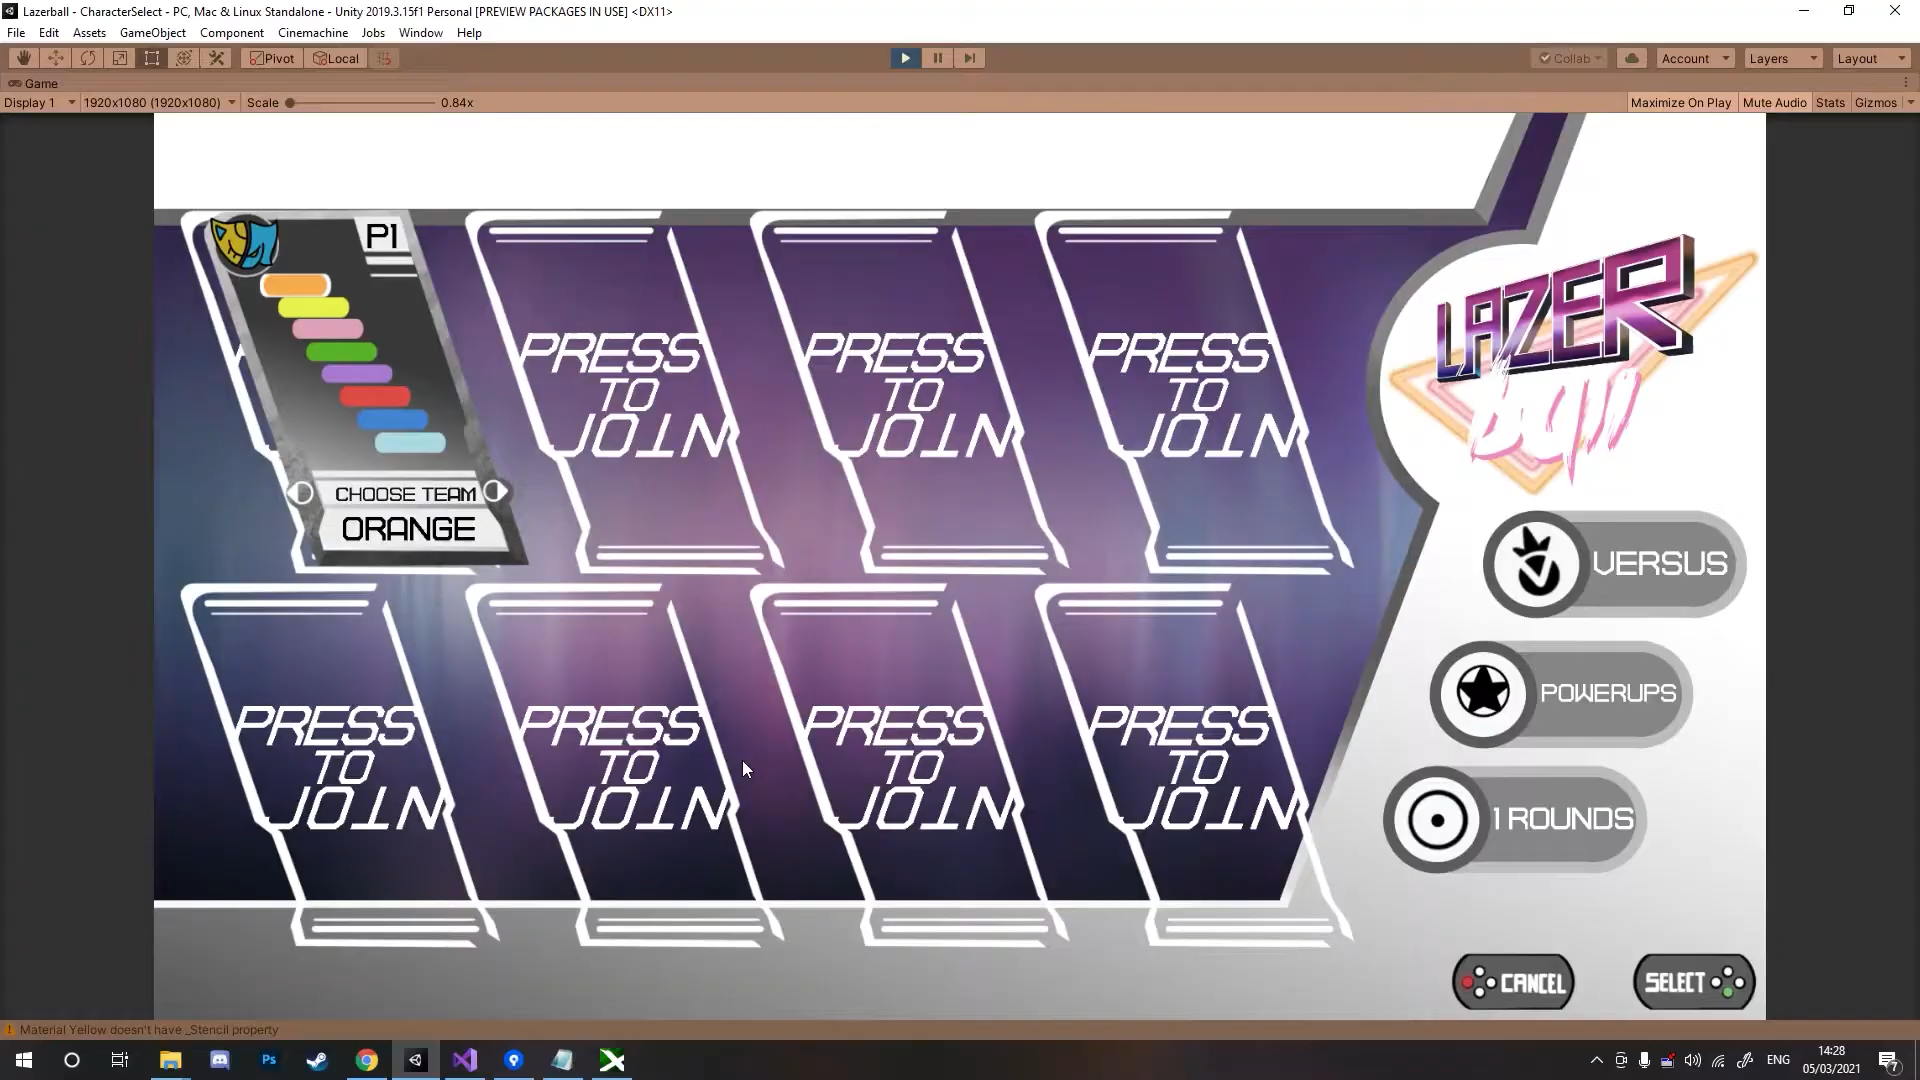 Lazerball - CharacterSelect - PC, Mac & Linux Standalone - Unity 2019.3.15f1 Personal [PREVIEW PACKAGES IN USE] <DX11>
File Edit Assets GameObject Component Cinemachine Jobs Window Help
Pivot Local Collab Account Layers Layout
Game
Display 1 1920x1080 (1920x1080) Scale 0.84x Maximize On Play Mute Audio Stats Gizmos
P1
CHOOSE TEAM
ORANGE
PRESS
TO
JOIN
PRESS
TO
JOIN
PRESS
TO
JOIN
LAZER
BALL
VERSUS
PRESS
TO
JOIN
PRESS
TO
JOIN
PRESS
TO
JOIN
PRESS
TO
JOIN
POWERUPS
1 ROUNDS
CANCEL
SELECT
Material Yellow doesn't have _Stencil property
Ps
ENG
14:28
05/03/2021
7